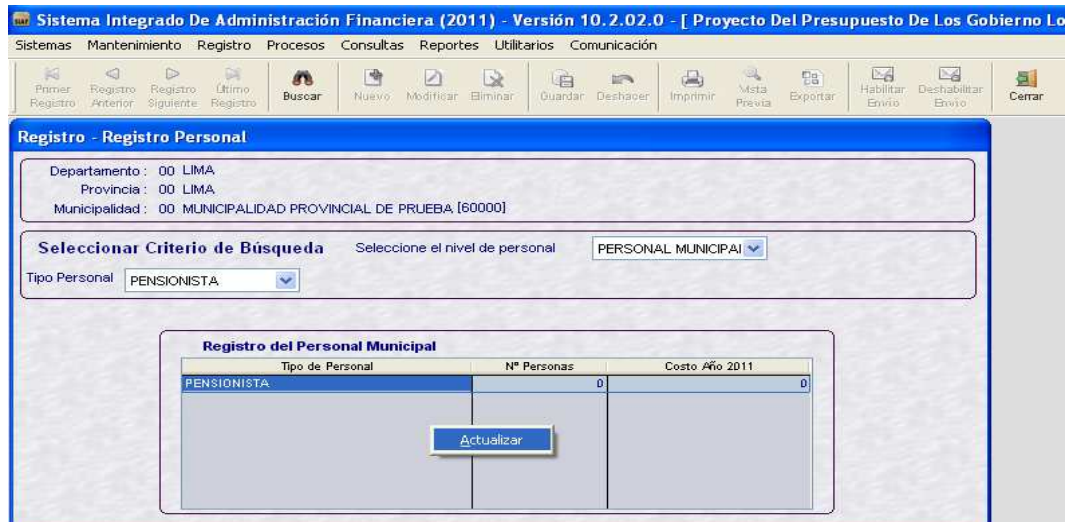 Sistema Integrado De Administración Financiera (2011) - Versión 10.2.02.0 - [ Proyecto Del Presupuesto De Los Gobierno Lo
Sistemas Mantenimiento Registro Procesos Consultas Reportes Utilitarios Comunicación
Primer Registro
Registro Anterior
Registro Siguiente
Último Registro
Buscar
Nuevo
Modificar
Eliminar
Guardar
Deshacer
Imprimir
Vista Previa
Exportar
Habilitar Envío
Deshabilitar Envío
Cerrar
Registro - Registro Personal
Departamento : 00 LIMA
Provincia : 00 LIMA
Municipalidad : 00 MUNICIPALIDAD PROVINCIAL DE PRUEBA [60000]
Seleccionar Criterio de Búsqueda Seleccione el nivel de personal PERSONAL MUNICIPAL
Tipo Personal PENSIONISTA
Registro del Personal Municipal
Tipo de Personal Nº Personas Costo Año 2011
PENSIONISTA 0 0
Actualizar